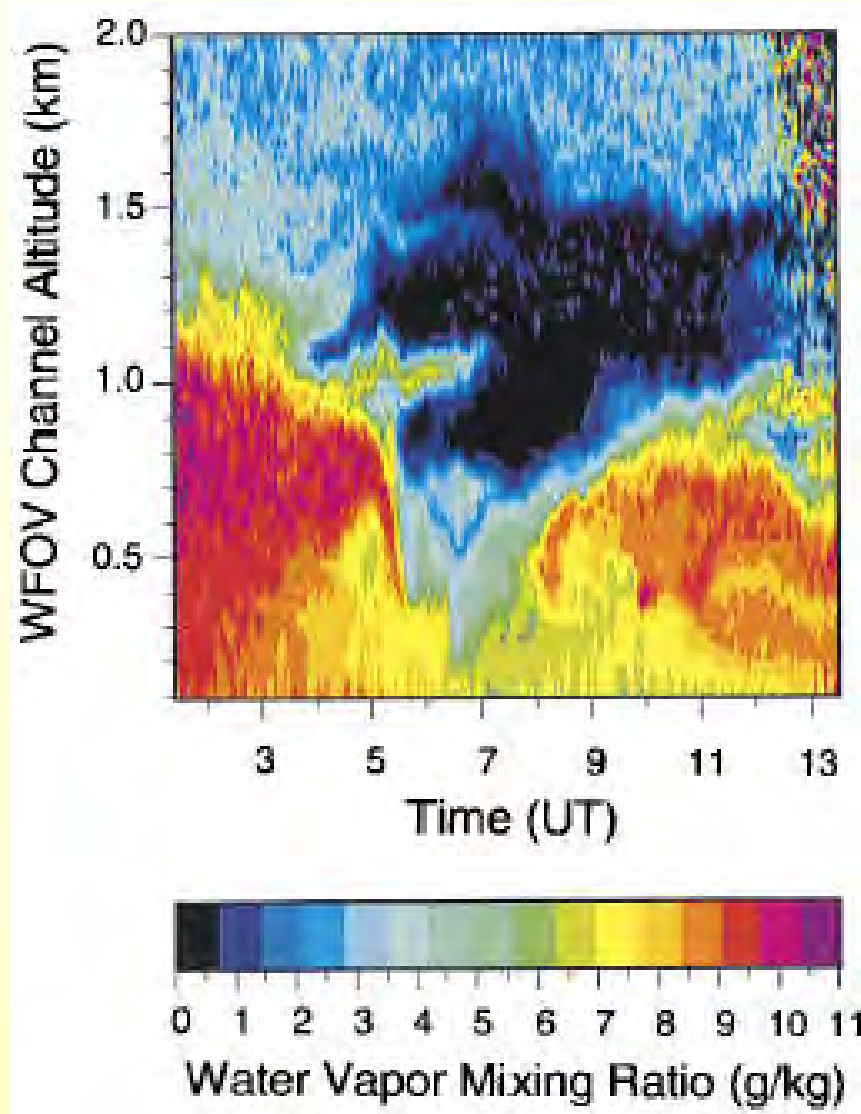 2.0
1.5
1.0
0.5
WFOV Channel Altitude (km)
3 5 7 9 11 13
Time (UT)
0 1 2 3 4 5 6 7 8 9 10 11
Water Vapor Mixing Ratio (g/kg)